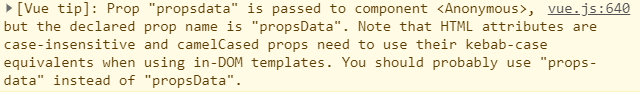 ▶[Vue tip]: Prop "propsdata" is passed to component <Anonymous>, vue.js:640
but the declared prop name is "propsData". Note that HTML attributes are
case-insensitive and camelCased props need to use their kebab-case
equivalents when using in-DOM templates. You should probably use "props-
data" instead of "propsData".